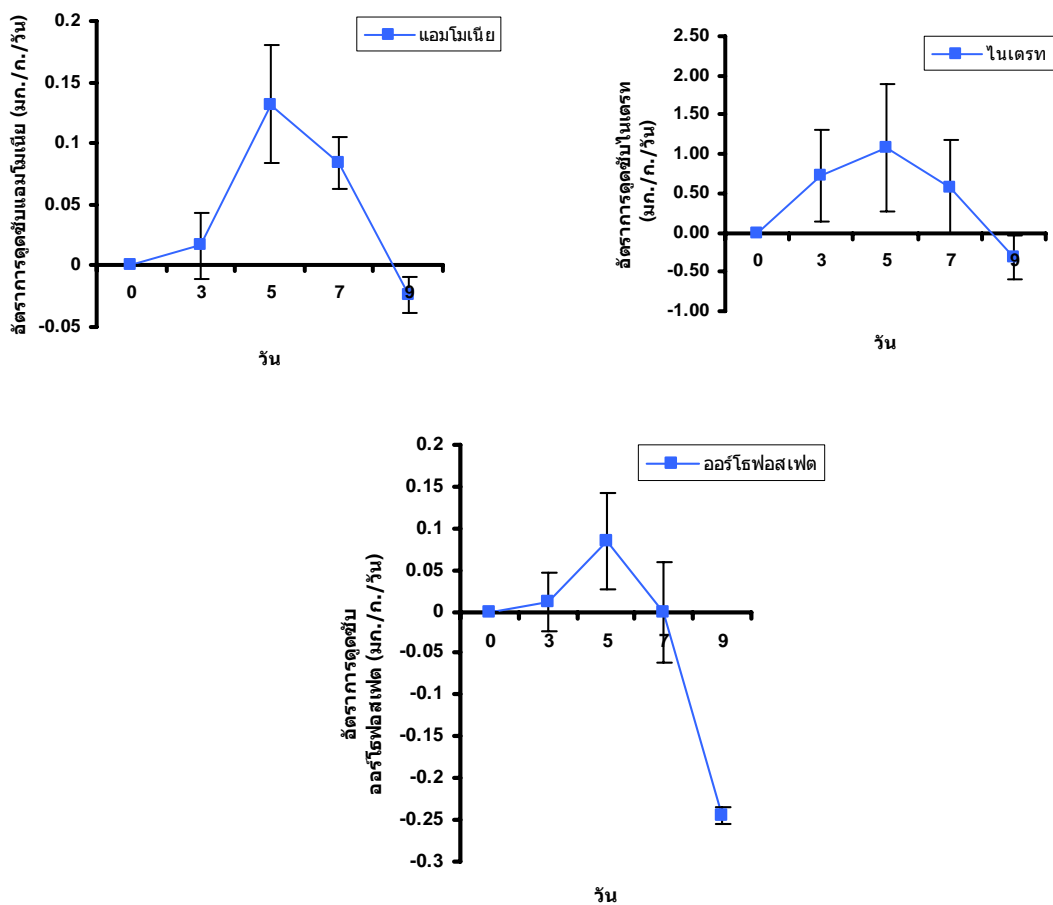 อัตราการดูดซับแอมโมเนีย (มก./ก./วัน)
0.2
0.15
0.1
0.05
0
-0.05
0 3 5 7 9
วัน
แอมโมเนีย
อัตราการดูดซับไนเตรท
(มก./ก./วัน)
2.50
2.00
1.50
1.00
0.50
0.00
-0.50
-1.00
0 3 5 7 9
วัน
ไนเตรท
อัตราการดูดซับ
ออร์โธฟอสเฟต (มก./ก./วัน)
0.2
0.15
0.1
0.05
0
-0.05
-0.1
-0.15
-0.2
-0.25
-0.3
0 3 5 7 9
วัน
ออร์โธฟอสเฟต